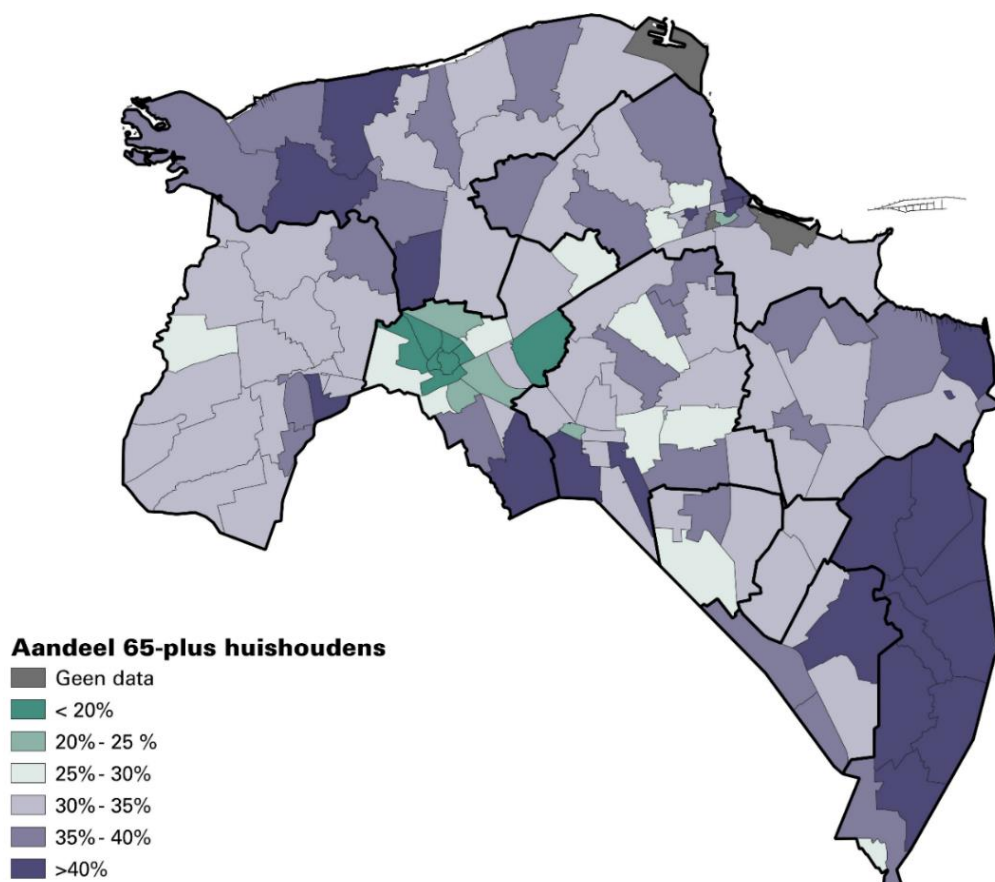 Aandeel 65-plus huishoudens
Geen data
< 20%
20%- 25 %
25%- 30%
30%- 35%
35%- 40%
>40%